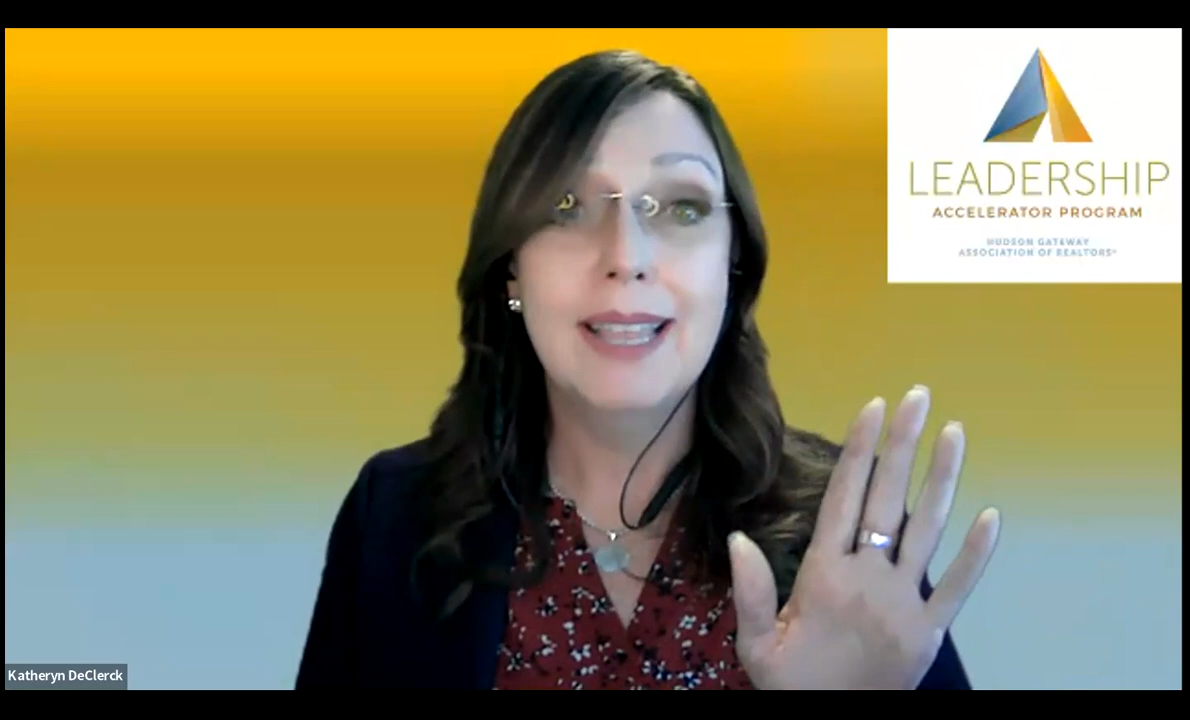 LEADERSHIP
ACCELERATOR PROGRAM
HUDSON GATEWAY
ASSOCIATION OF REALTORS®
Katheryn DeClerck